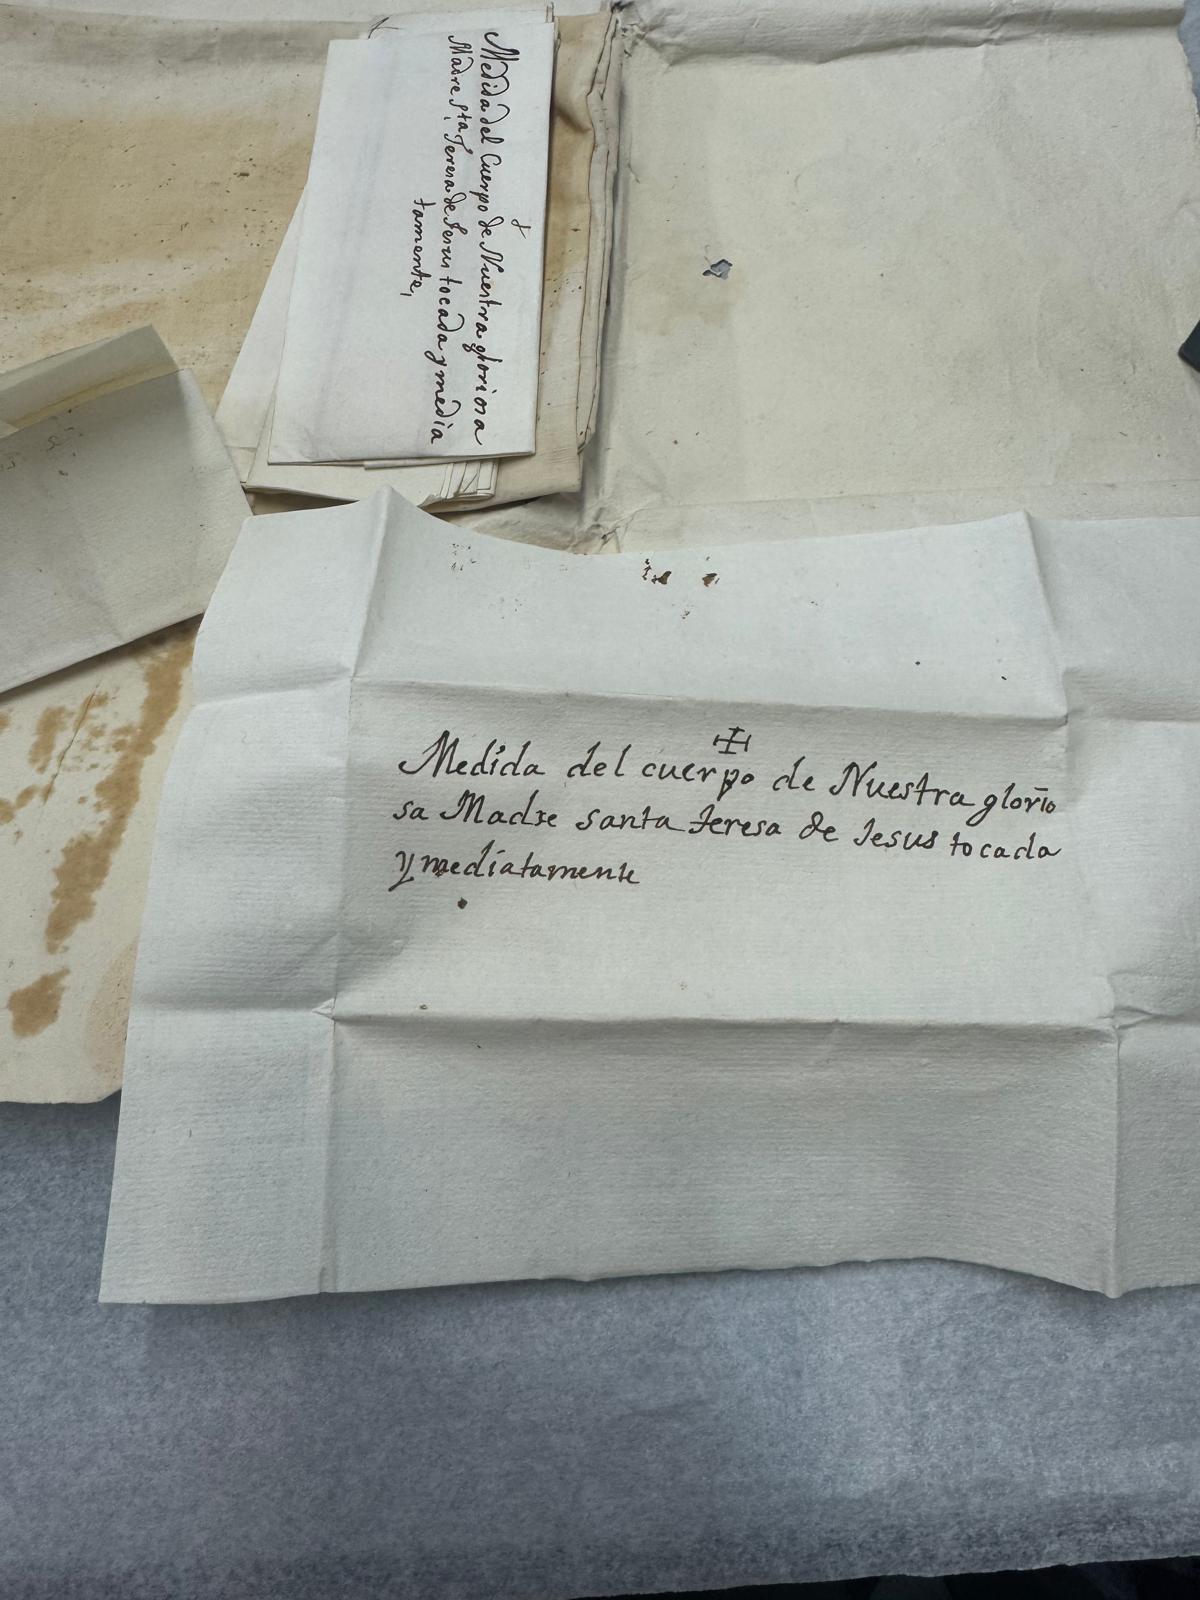 +
Medida del Cuerpo de Nuestra gloriosa
Madre Sta, Teresa de Jesus tocada y media
tamente,
✠
Medida del cuerpo de Nuestra glorio
sa Madre santa teresa de Jesus tocada
Y mediatamente